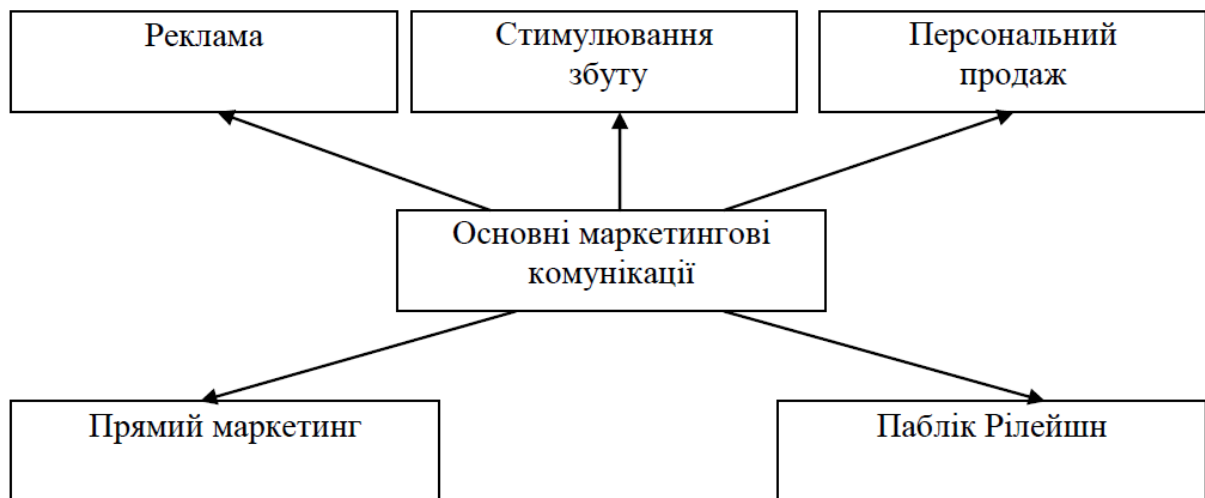 Реклама
Стимулювання
збуту
Персональний
продаж
Основні маркетингові
комунікації
Прямий маркетинг
Паблік Рілейшн